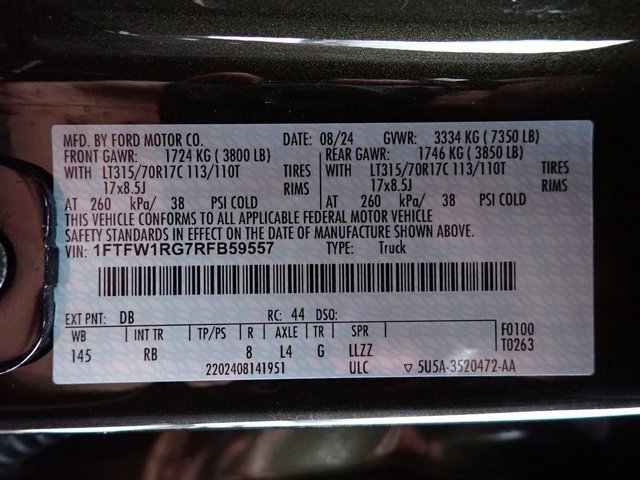 MFD. BY FORD MOTOR CO. DATE: 08/24 GVWR: 3334 KG ( 7350 LB)
FRONT GAWR: 1724 KG ( 3800 LB) REAR GAWR: 1746 KG ( 3850 LB)
WITH LT315/70R17C 113/110T TIRES WITH LT315/70R17C 113/110T TIRES
17x8.5J RIMS 17x8.5J RIMS
AT 260 kPa/ 38 PSI COLD AT 260 kPa/ 38 PSI COLD
THIS VEHICLE CONFORMS TO ALL APPLICABLE FEDERAL MOTOR VEHICLE
SAFETY STANDARDS IN EFFECT ON THE DATE OF MANUFACTURE SHOWN ABOVE.
VIN: 1FTFW1RG7RFB59557 TYPE: Truck
EXT PNT: DB RC: 44 DSO:
WB INT TR TP/PS R AXLE TR SPR F0100
145 RB 8 L4 G LLZZ T0263
2202408141951 ULC ▽ 5U5A-3520472-AA